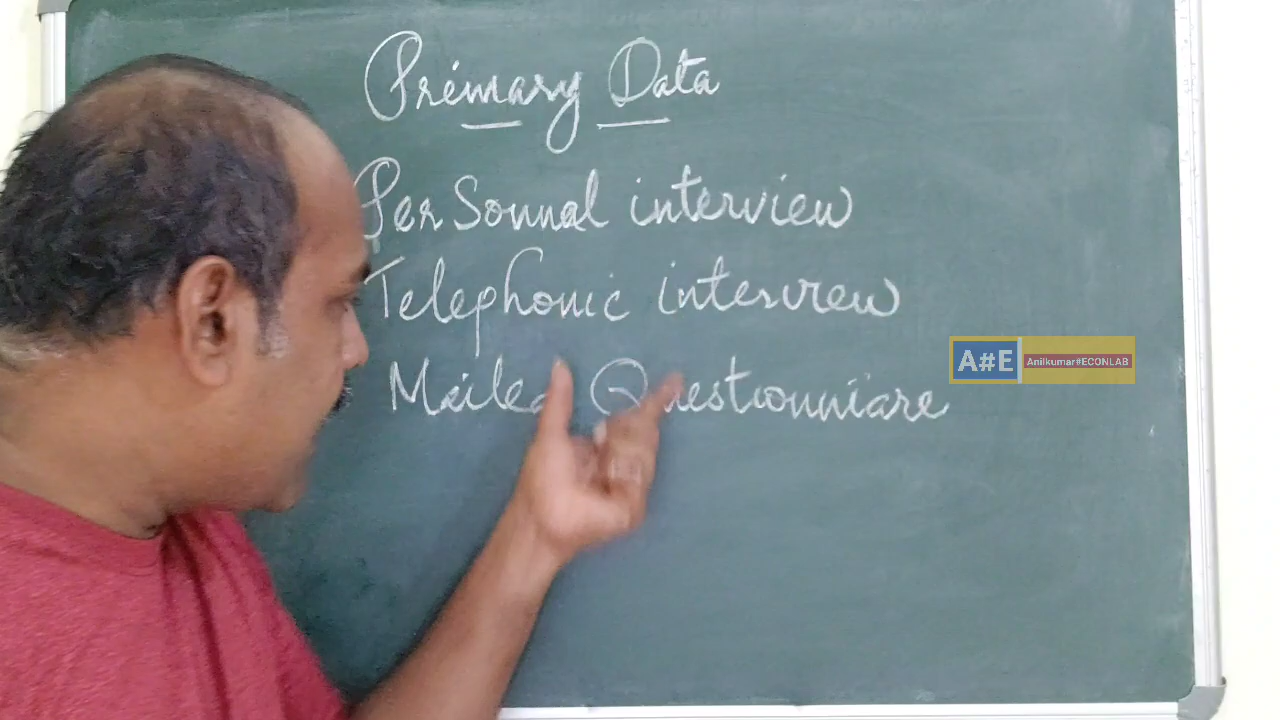 Primary Data
PerSonnal interview
Telephonic interview
Mailed Questionniare
A#E Anilkumar#ECONLAB